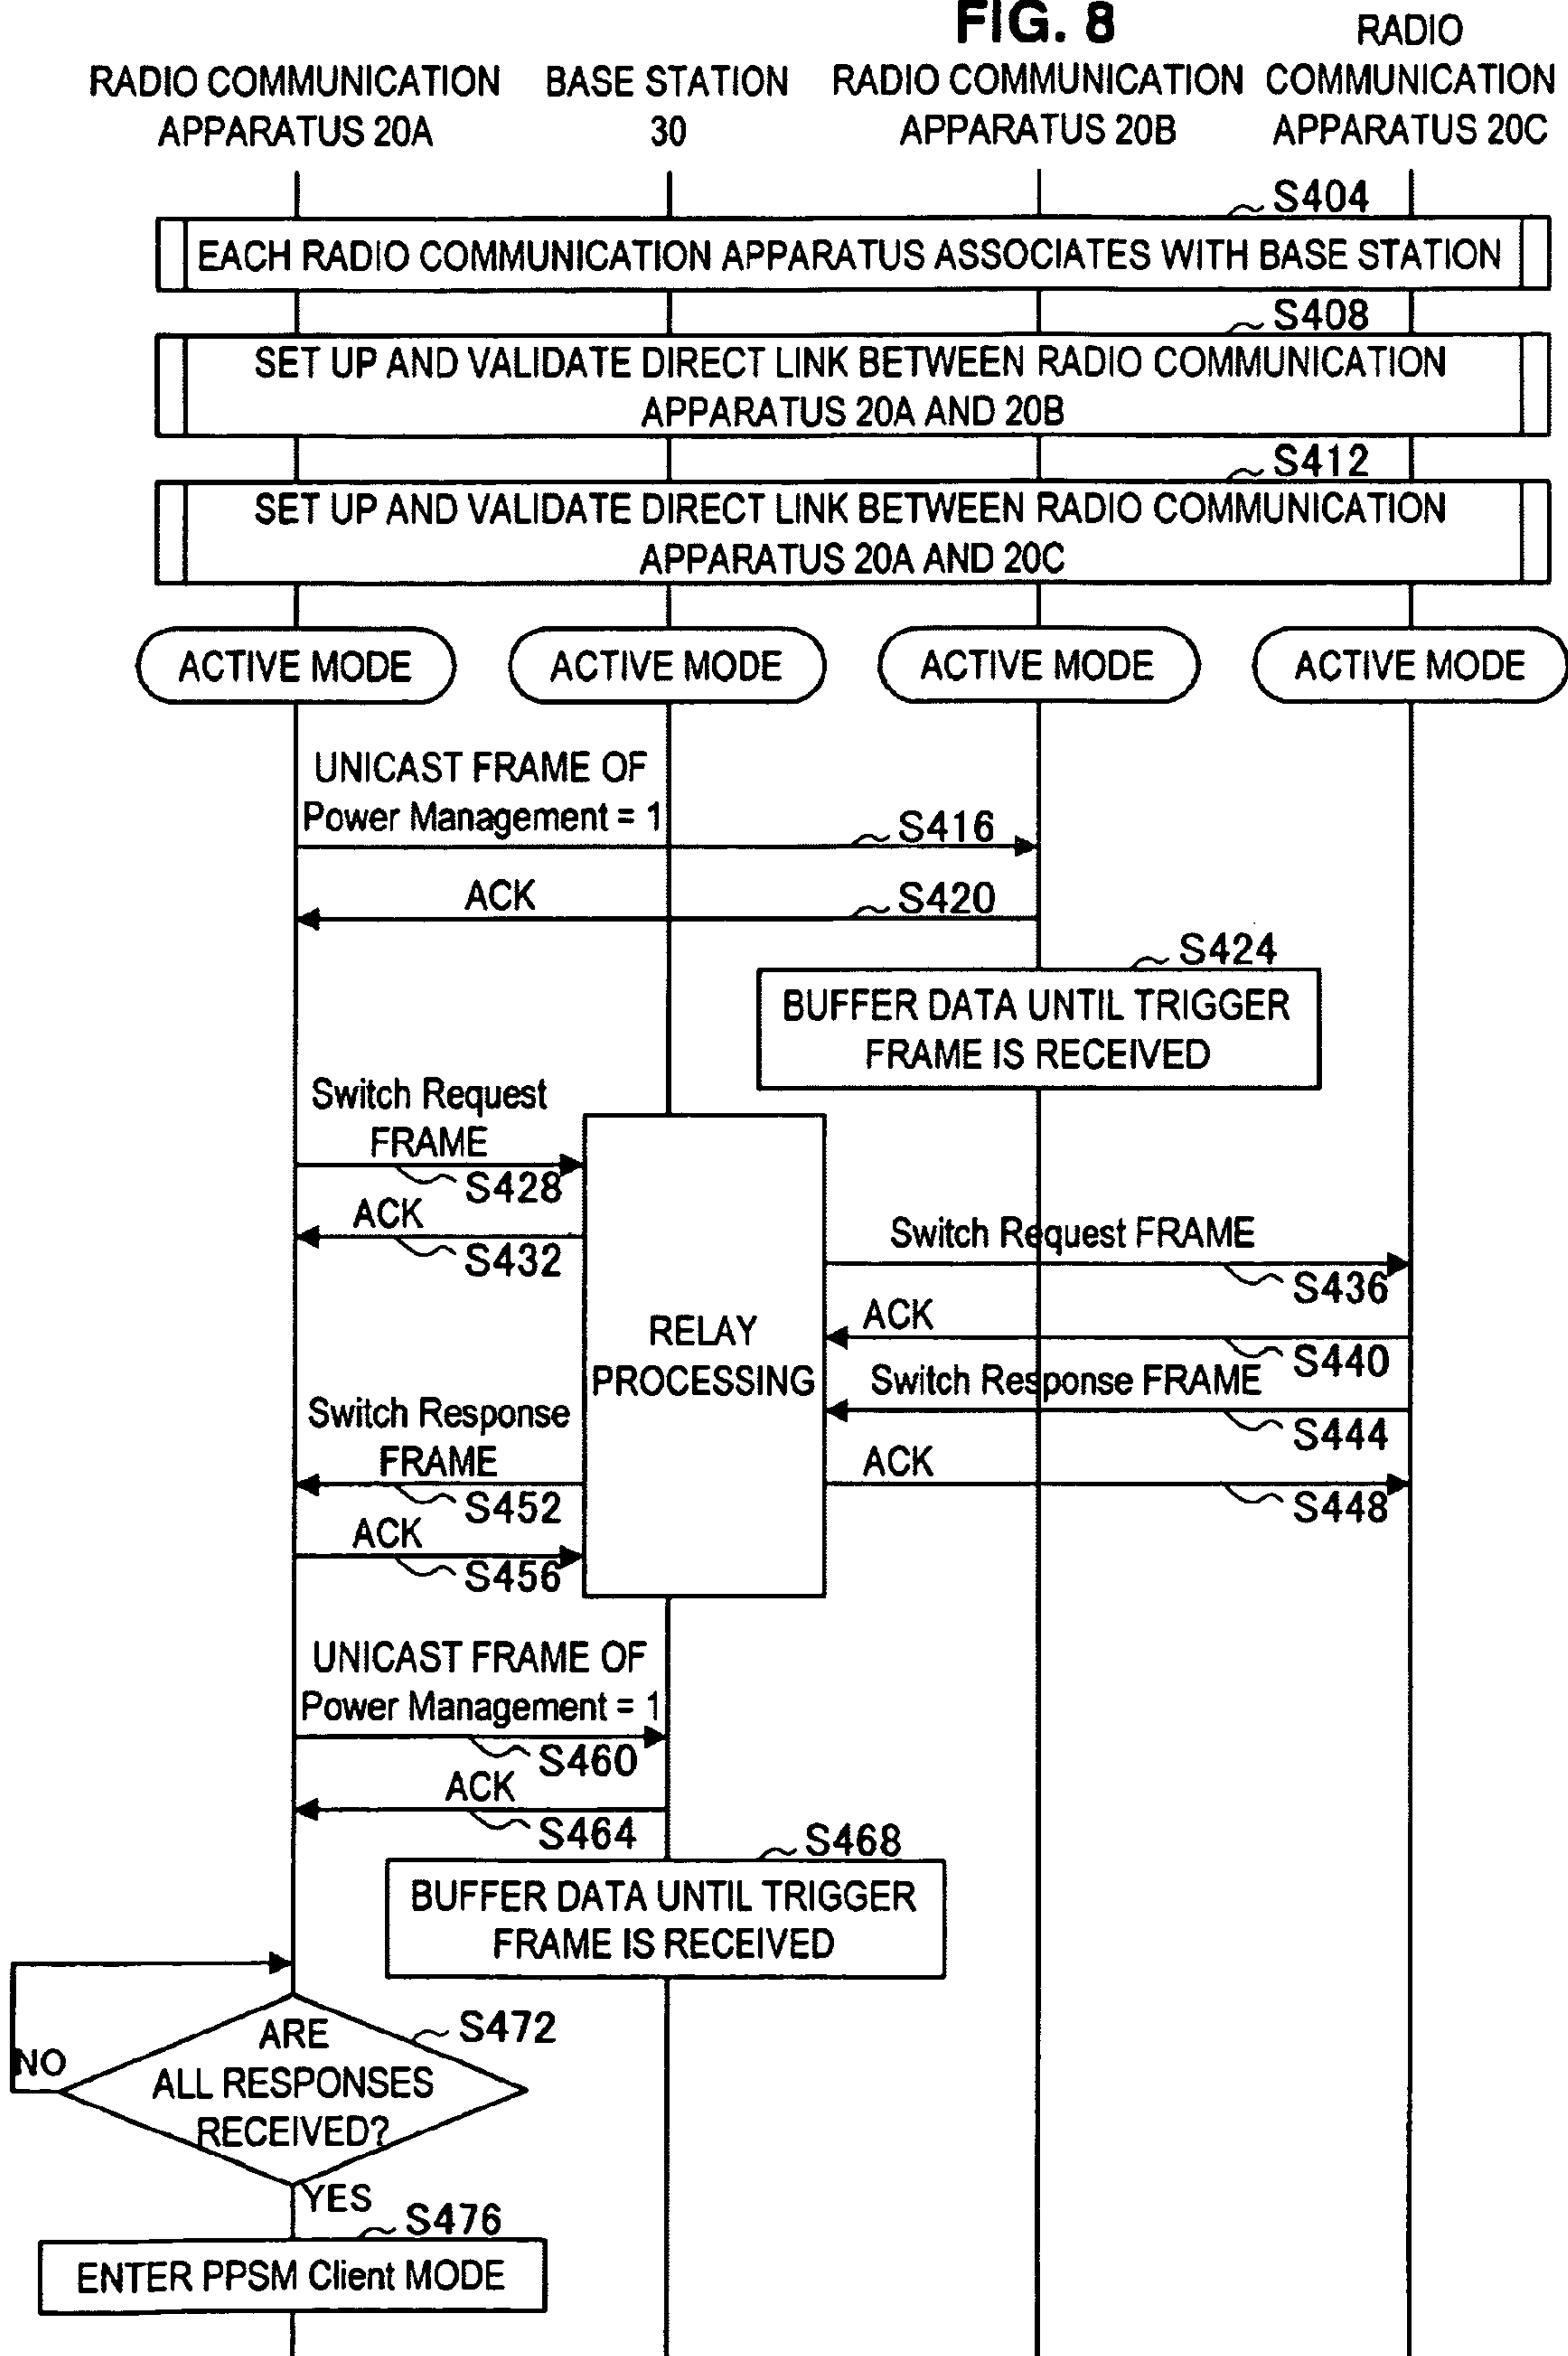 FIG. 8
RADIO COMMUNICATION
APPARATUS 20A
BASE STATION
30
RADIO COMMUNICATION
APPARATUS 20B
RADIO
COMMUNICATION
APPARATUS 20C
S404
EACH RADIO COMMUNICATION APPARATUS ASSOCIATES WITH BASE STATION
S408
SET UP AND VALIDATE DIRECT LINK BETWEEN RADIO COMMUNICATION
APPARATUS 20A AND 20B
S412
SET UP AND VALIDATE DIRECT LINK BETWEEN RADIO COMMUNICATION
APPARATUS 20A AND 20C
ACTIVE MODE
ACTIVE MODE
ACTIVE MODE
ACTIVE MODE
UNICAST FRAME OF
Power Management = 1
S416
ACK
S420
S424
BUFFER DATA UNTIL TRIGGER
FRAME IS RECEIVED
Switch Request
FRAME
S428
ACK
S432
Switch Request FRAME
S436
RELAY
PROCESSING
ACK
S440
Switch Response FRAME
S444
Switch Response
FRAME
S452
ACK
S448
ACK
S456
UNICAST FRAME OF
Power Management = 1
S460
ACK
S464
S468
BUFFER DATA UNTIL TRIGGER
FRAME IS RECEIVED
S472
ARE
ALL RESPONSES
RECEIVED?
NO
YES
S476
ENTER PPSM Client MODE